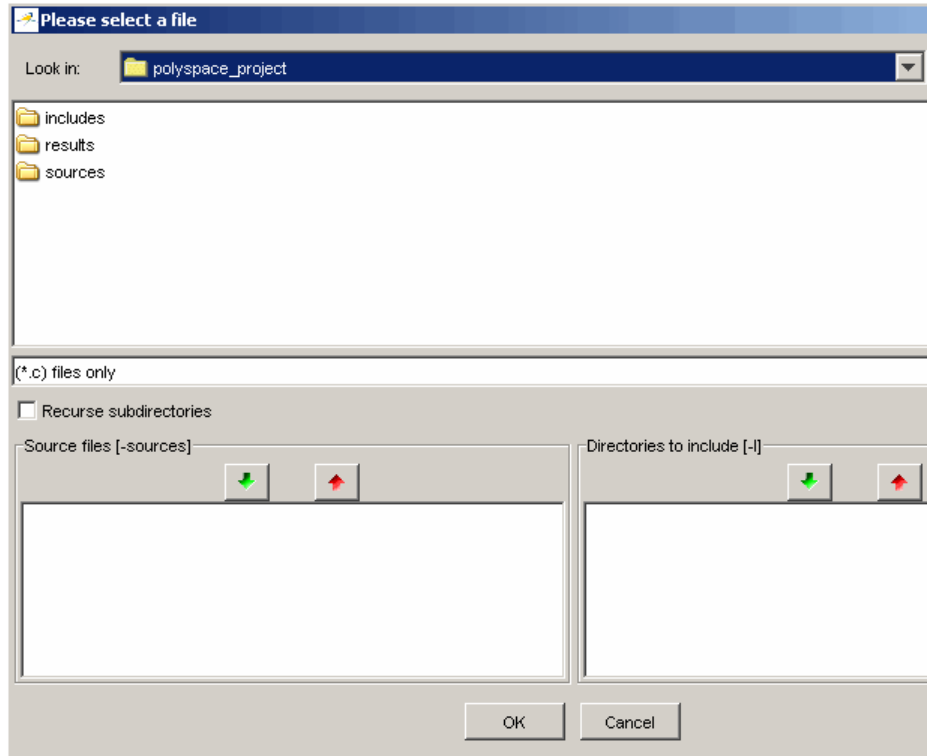 Please select a file
Look in: polyspace_project
includes
results
sources
(*.c) files only
Recurse subdirectories
Source files [-sources] Directories to include [-I]
OK Cancel